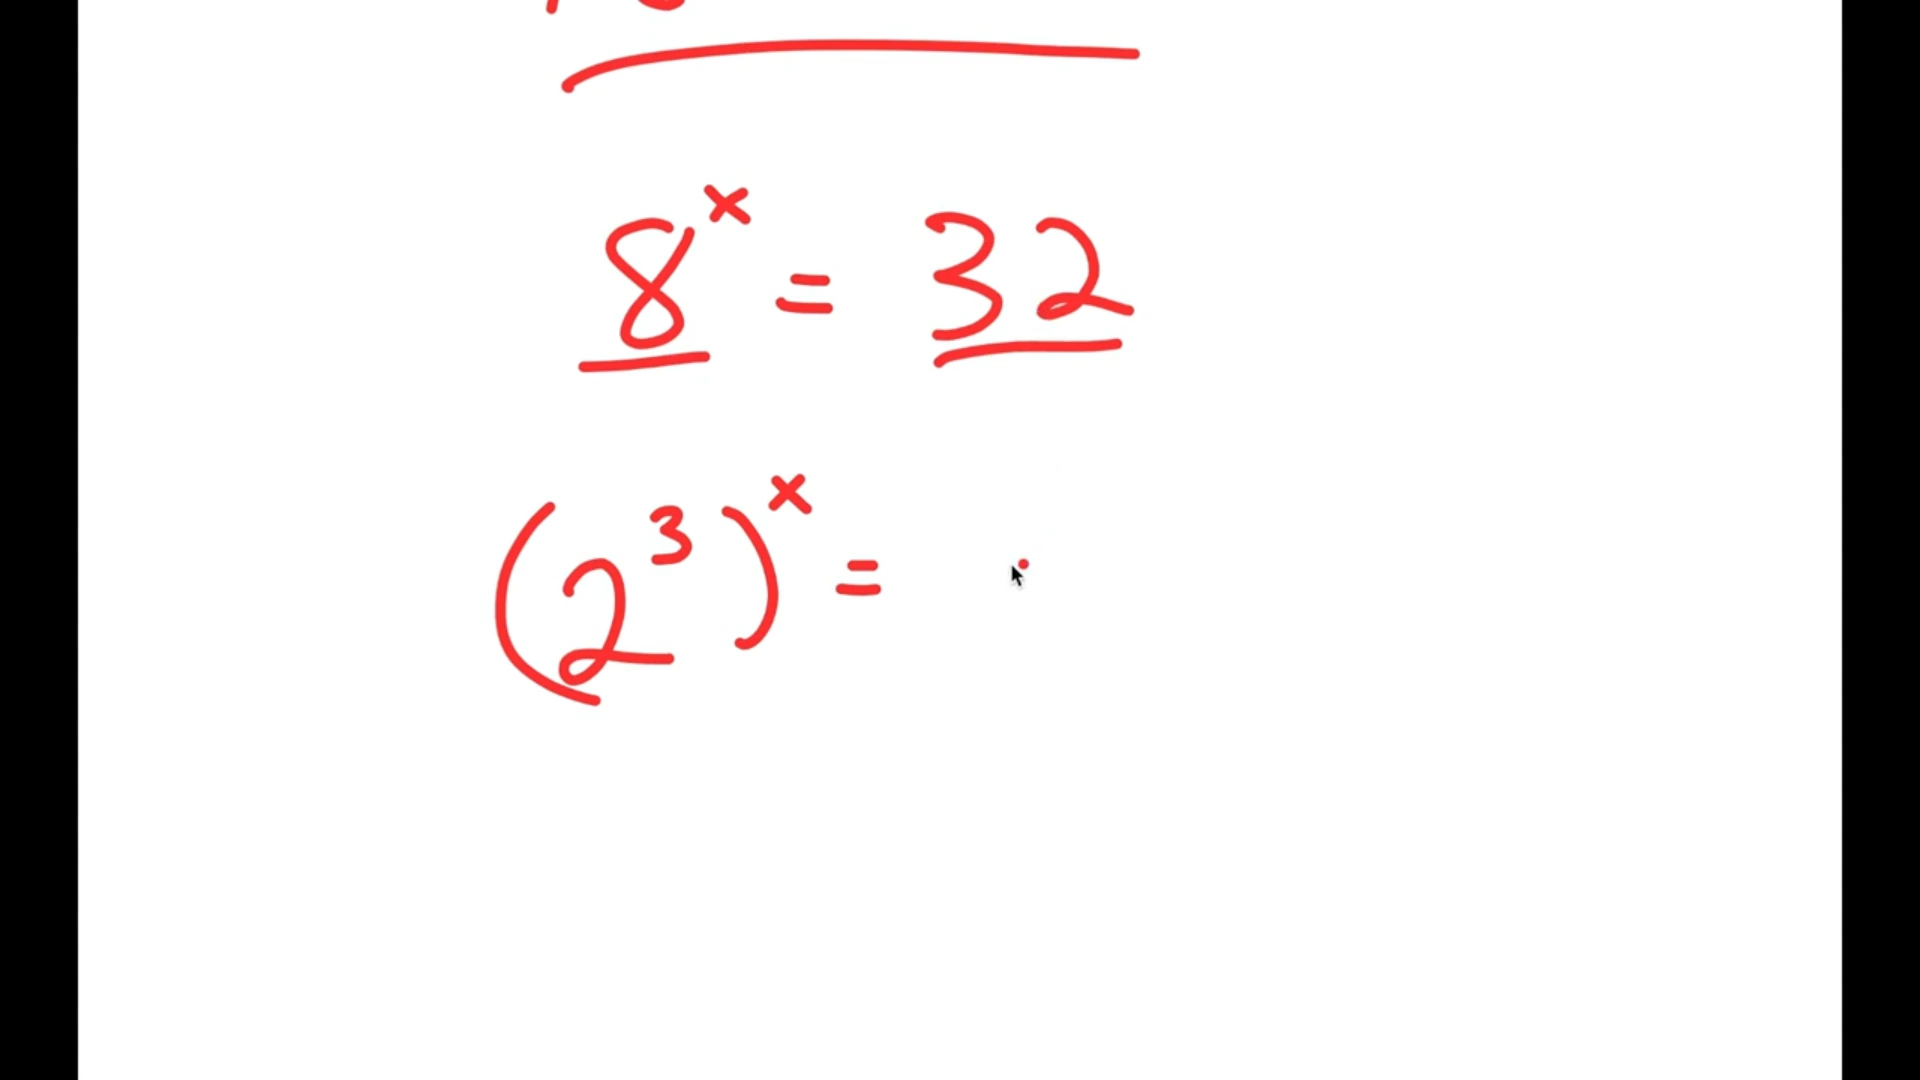 8^x = 32
(2^3)^x =